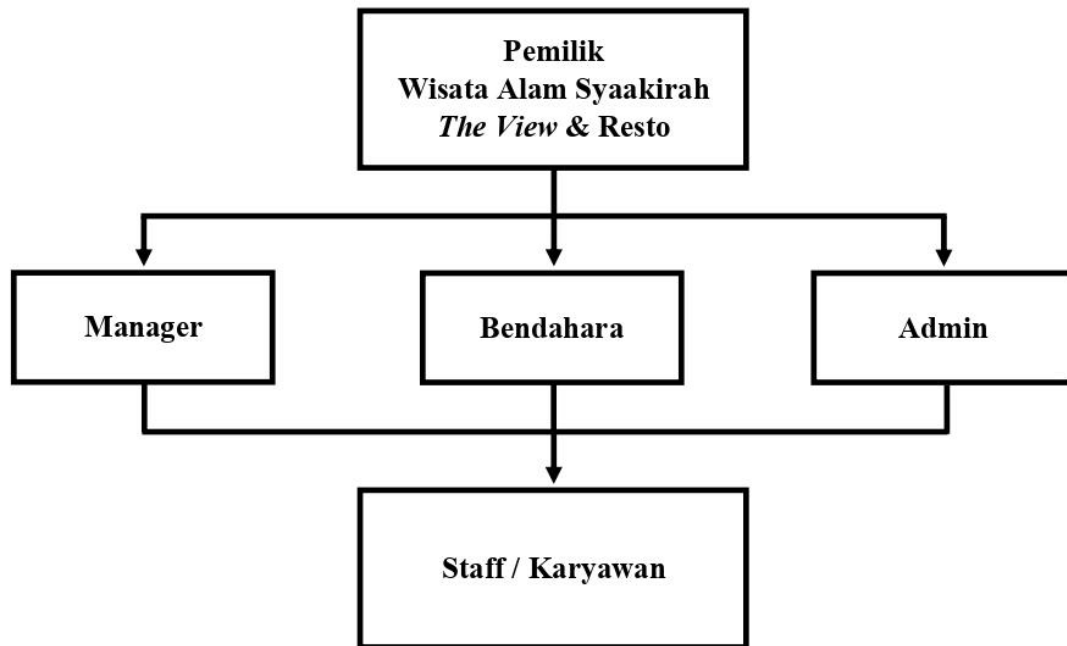 Pemilik
Wisata Alam Syaakirah
The View & Resto
Manager
Bendahara
Admin
Staff / Karyawan